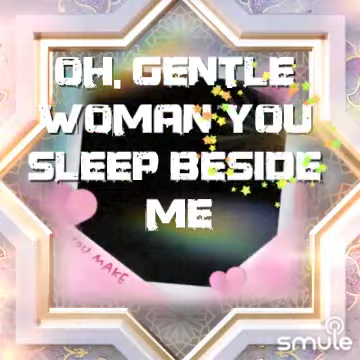 OH, GENTLE
WOMAN YOU
SLEEP BESIDE
ME
YOU MAKE
smule